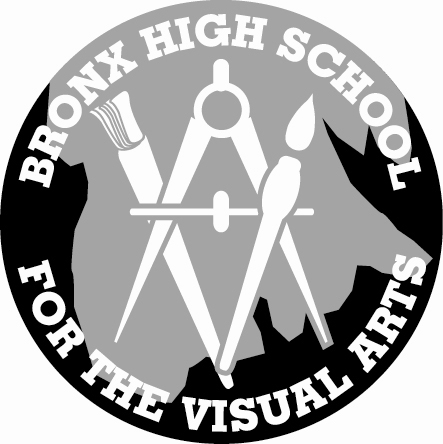 BRONX HIGH SCHOOL
FOR THE VISUAL ARTS